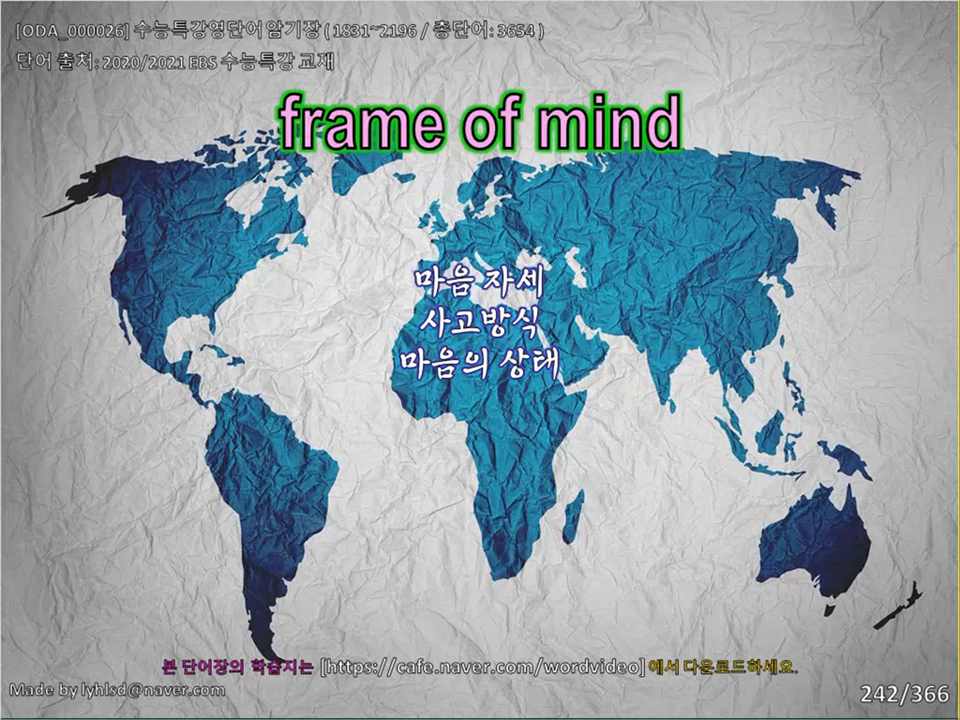 [ODA_000026] 수능특강영단어 암기장 ( 1831~2196 / 총단어: 3654 )
단어 출처: 2020/2021 EBS 수능특강 교재
frame of mind
마음 자세
사고방식
마음의 상태
본 단어장의 학습지는 [https://cafe.naver.com/wordvideo] 에서 다운로드하세요.
Made by lyhlsd@naver.com
242/366